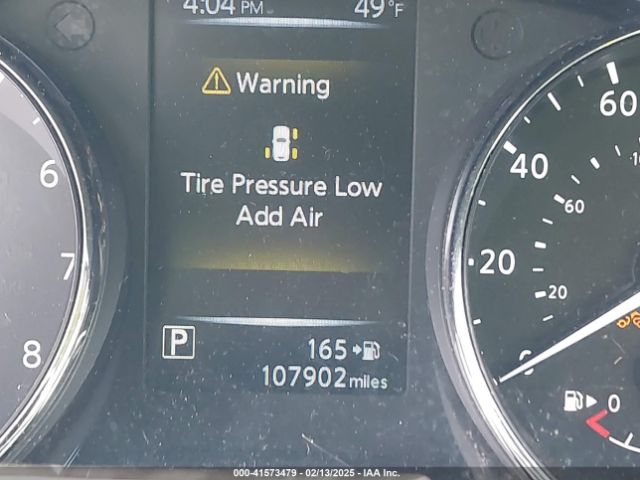 4:04 PM 49°F
Warning
Tire Pressure Low
Add Air
P
165
107902 miles
6
7
8
60
40
20
0
60
20
0
000-41573479 - 02/13/2025 - IAA Inc.